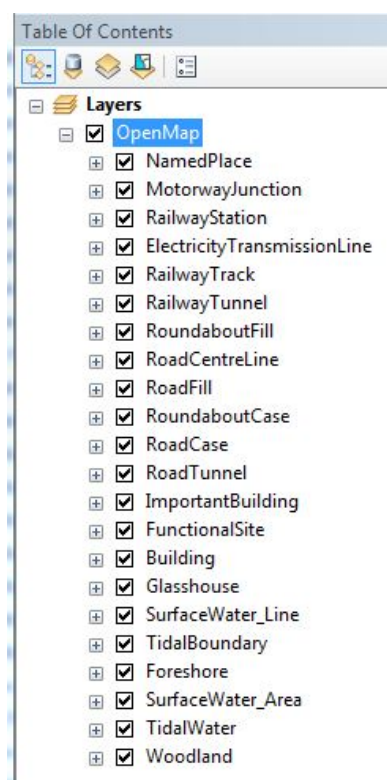 Table Of Contents
Layers
OpenMap
NamedPlace
MotorwayJunction
RailwayStation
ElectricityTransmissionLine
RailwayTrack
RailwayTunnel
RoundaboutFill
RoadCentreLine
RoadFill
RoundaboutCase
RoadCase
RoadTunnel
ImportantBuilding
FunctionalSite
Building
Glasshouse
SurfaceWater_Line
TidalBoundary
Foreshore
SurfaceWater_Area
TidalWater
Woodland